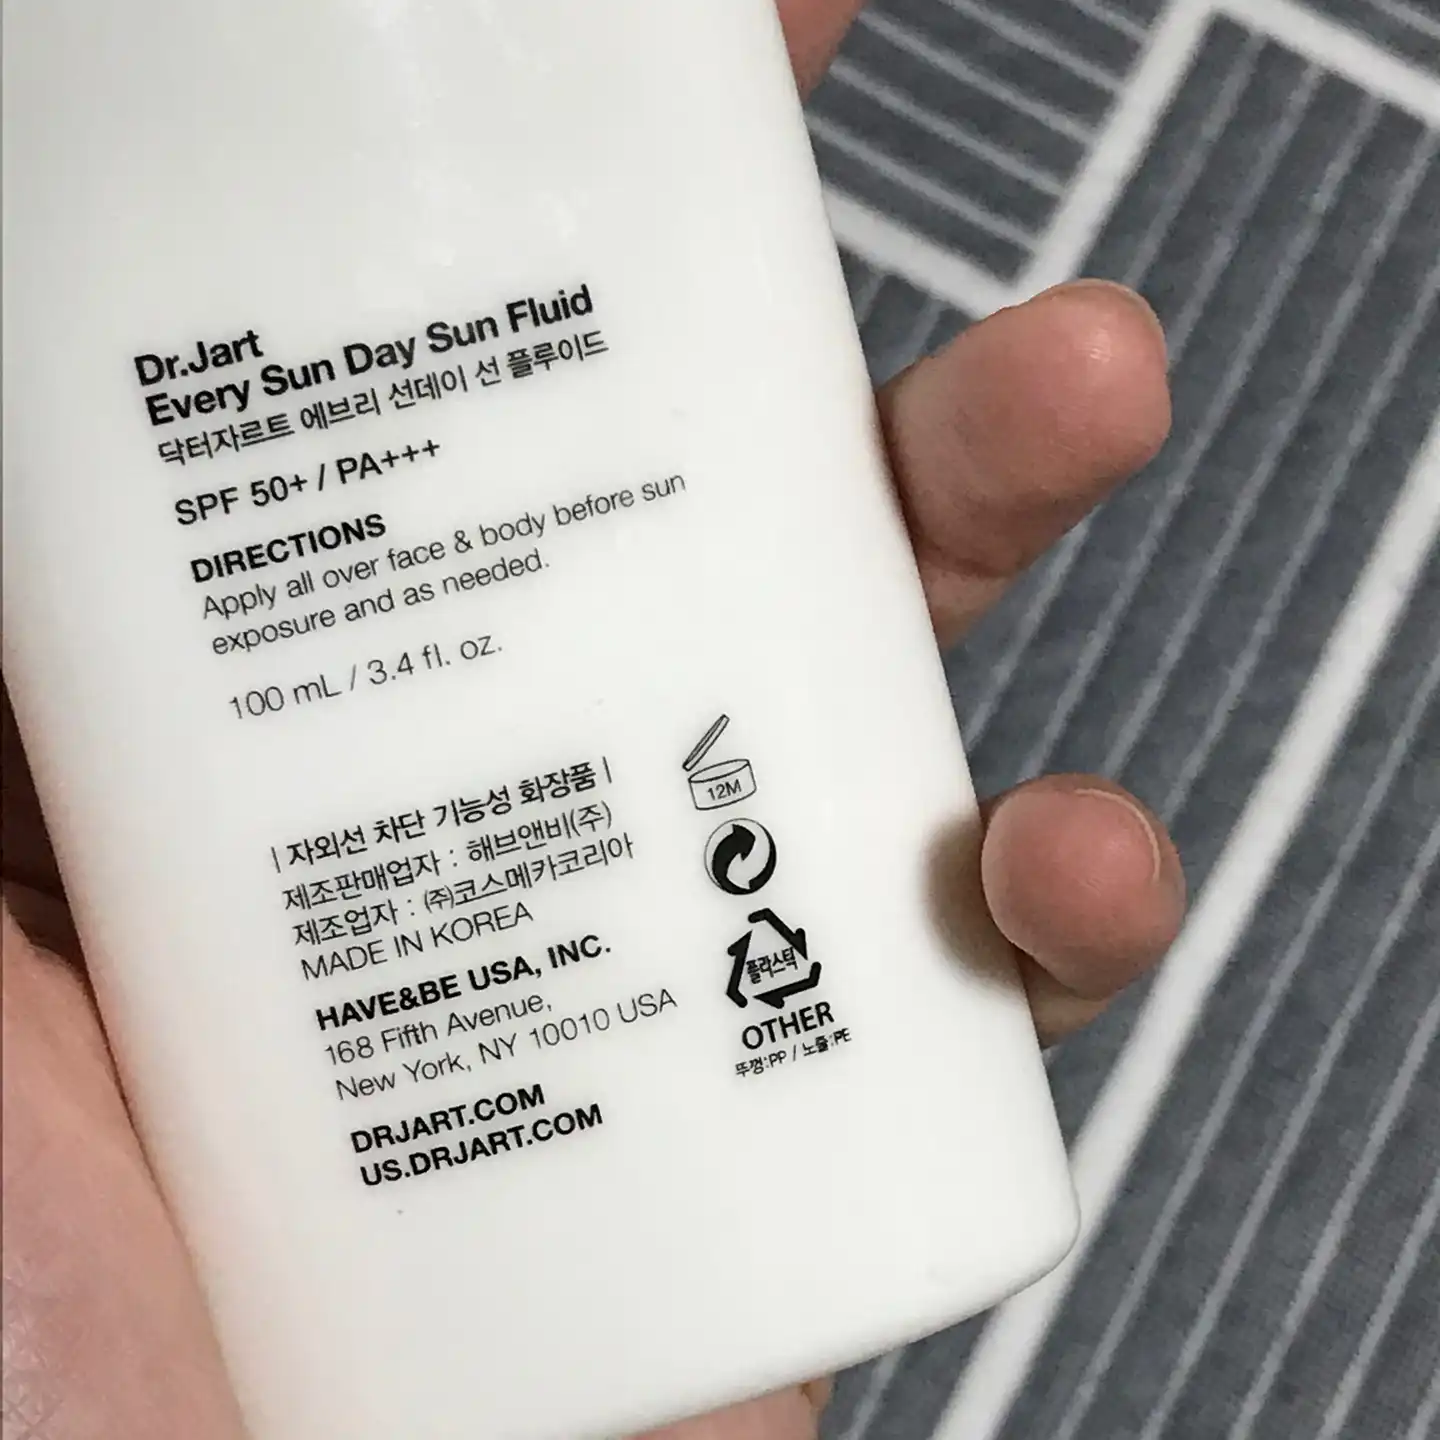 Dr.Jart
Every Sun Day Sun Fluid
닥터자르트 에브리 선데이 선 플루이드
SPF 50+ / PA+++
DIRECTIONS
Apply all over face & body before sun
exposure and as needed.
100 mL / 3.4 fl. oz.
| 자외선 차단 기능성 화장품 |
제조판매업자 : 해브앤비(주)
제조업자 : ㈜코스메카코리아
MADE IN KOREA
HAVE&BE USA, INC.
168 Fifth Avenue,
New York, NY 10010 USA
DRJART.COM
US.DRJART.COM
12M
플라스틱
OTHER
뚜껑:PP / 노즐:PE